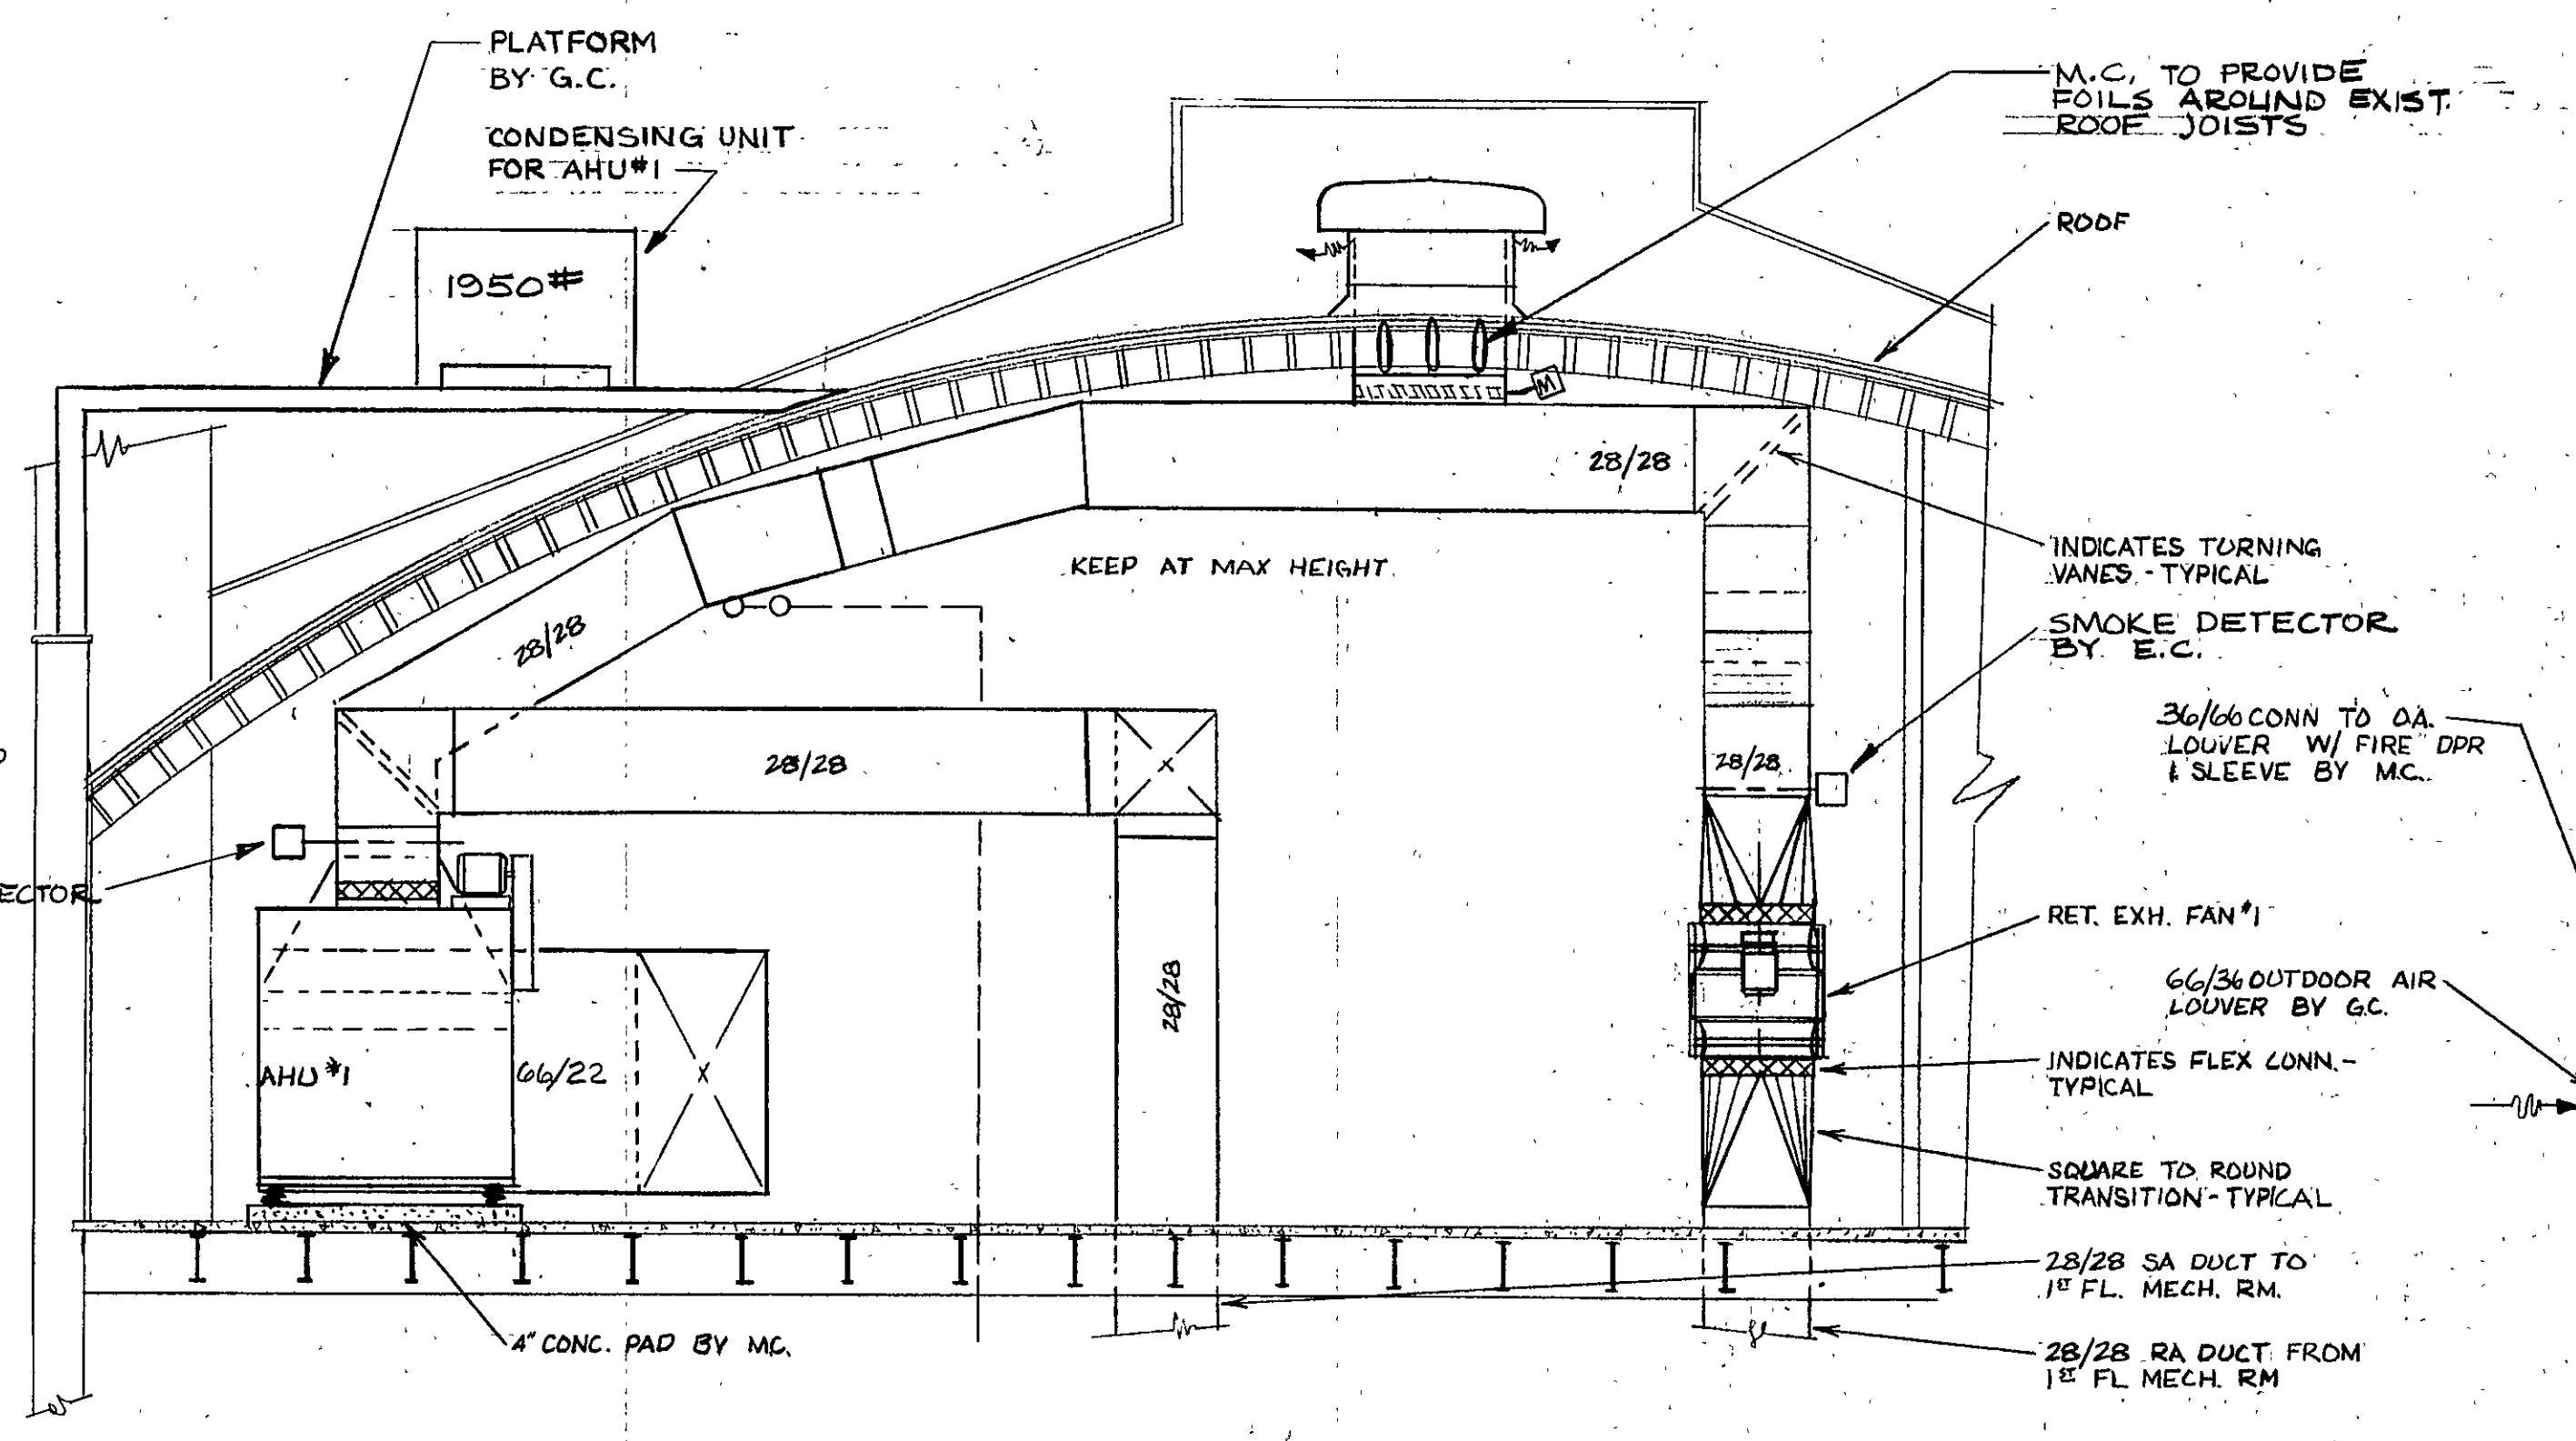 PLATFORM
BY G.C.
CONDENSING UNIT
FOR AHU#1
1950#
M.C. TO PROVIDE
FOILS AROUND EXIST.
ROOF JOISTS
ROOF
M
28/28
INDICATES TURNING
VANES - TYPICAL
KEEP AT MAX HEIGHT.
28/28
SMOKE DETECTOR
BY E.C.
36/66 CONN TO O.A.
LOUVER W/ FIRE DPR
& SLEEVE BY M.C.
28/28
28/28
ECTOR
RET. EXH. FAN #1
66/36 OUTDOOR AIR
LOUVER BY G.C.
28/28
AHU #1
66/22
X
X
INDICATES FLEX CONN. -
TYPICAL
SQUARE TO ROUND
TRANSITION - TYPICAL
28/28 SA DUCT TO
1ST FL. MECH. RM.
4" CONC. PAD BY MC.
28/28 RA DUCT FROM
1ST FL MECH. RM